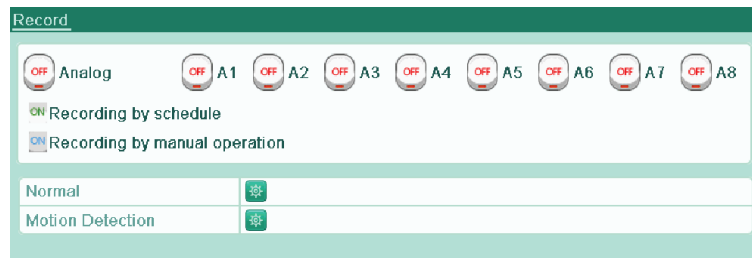 Record
OFF Analog OFF A1 OFF A2 OFF A3 OFF A4 OFF A5 OFF A6 OFF A7 OFF A8
ON Recording by schedule
ON Recording by manual operation
Normal
Motion Detection